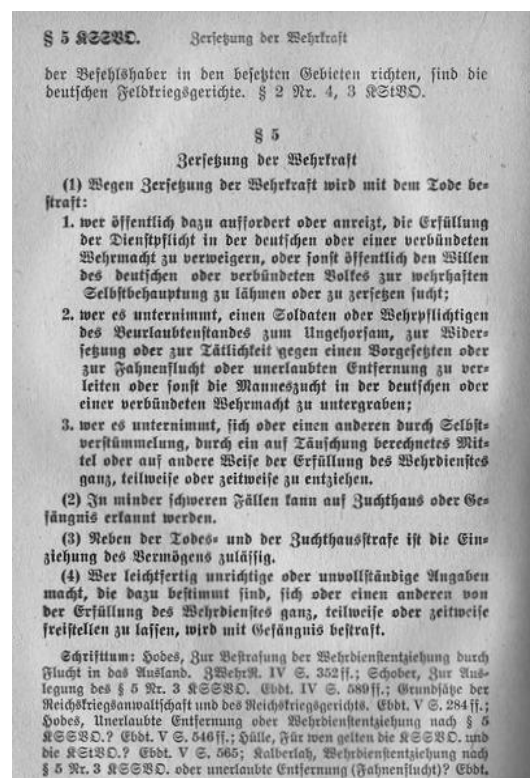 § 5 KSSVO. Zersetzung der Wehrkraft
der Befehlshaber in den besetzten Gebieten richten, sind die
deutschen Feldkriegsgerichte. § 2 Nr. 4, 3 KStVO.
§ 5
Zersetzung der Wehrkraft
(1) Wegen Zersetzung der Wehrkraft wird mit dem Tode be-
straft:
1. wer öffentlich dazu auffordert oder anreizt, die Erfüllung
der Dienstpflicht in der deutschen oder einer verbündeten
Wehrmacht zu verweigern, oder sonst öffentlich den Willen
des deutschen oder verbündeten Volkes zur wehrhaften
Selbstbehauptung zu lähmen oder zu zersetzen sucht;
2. wer es unternimmt, einen Soldaten oder Wehrpflichtigen
des Beurlaubtenstandes zum Ungehorsam, zur Wider-
setzung oder zur Tätlichkeit gegen einen Vorgesetzten oder
zur Fahnenflucht oder unerlaubten Entfernung zu ver-
leiten oder sonst die Manneszucht in der deutschen oder
einer verbündeten Wehrmacht zu untergraben;
3. wer es unternimmt, sich oder einen anderen durch Selbst-
verstümmelung, durch ein auf Täuschung berechnetes Mit-
tel oder auf andere Weise der Erfüllung des Wehrdienstes
ganz, teilweise oder zeitweise zu entziehen.
(2) In minder schweren Fällen kann auf Zuchthaus oder Ge-
fängnis erkannt werden.
(3) Neben der Todes- und der Zuchthausstrafe ist die Ein-
ziehung des Vermögens zulässig.
(4) Wer leichtfertig unrichtige oder unvollständige Angaben
macht, die dazu bestimmt sind, sich oder einen anderen von
der Erfüllung des Wehrdienstes ganz, teilweise oder zeitweise
freistellen zu lassen, wird mit Gefängnis bestraft.
Schrifttum: Hodes, Zur Bestrafung der Wehrdienstentziehung durch
Flucht in das Ausland. ZWehrR. IV S. 352 ff.; Schober, Zur Aus-
legung des § 5 Nr. 3 KSSVO. Ebdt. IV S. 589 ff.; Grundsätze der
Reichskriegsanwaltschaft und des Reichskriegsgerichts. Ebdt. V S. 284 ff.;
Hodes, Unerlaubte Entfernung oder Wehrdienstentziehung nach § 5
KSSVO.? Ebdt. V S. 546 ff.; Hülle, Für wen gelten die KSSVO. und
die KStVO.? Ebdt. V S. 565; Kalberlah, Wehrdienstentziehung nach
§ 5 Nr. 3 KSSVO. oder unerlaubte Entfernung (Fahnenflucht)? Ebdt.